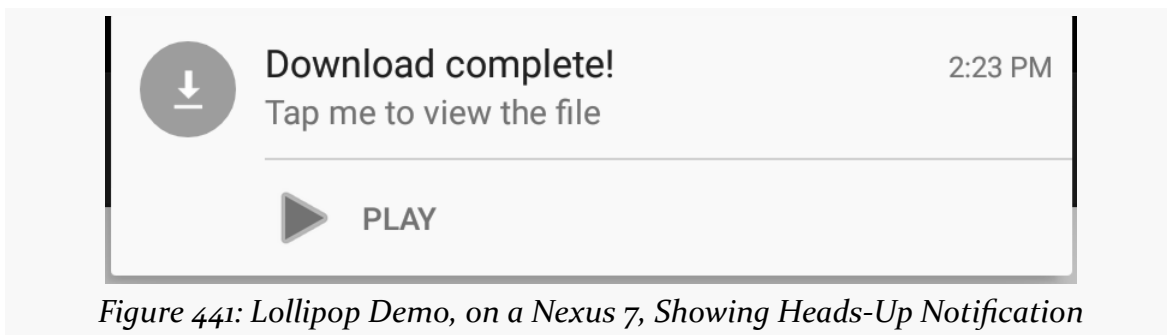 Download complete!
2:23 PM
Tap me to view the file
PLAY
Figure 441: Lollipop Demo, on a Nexus 7, Showing Heads-Up Notification